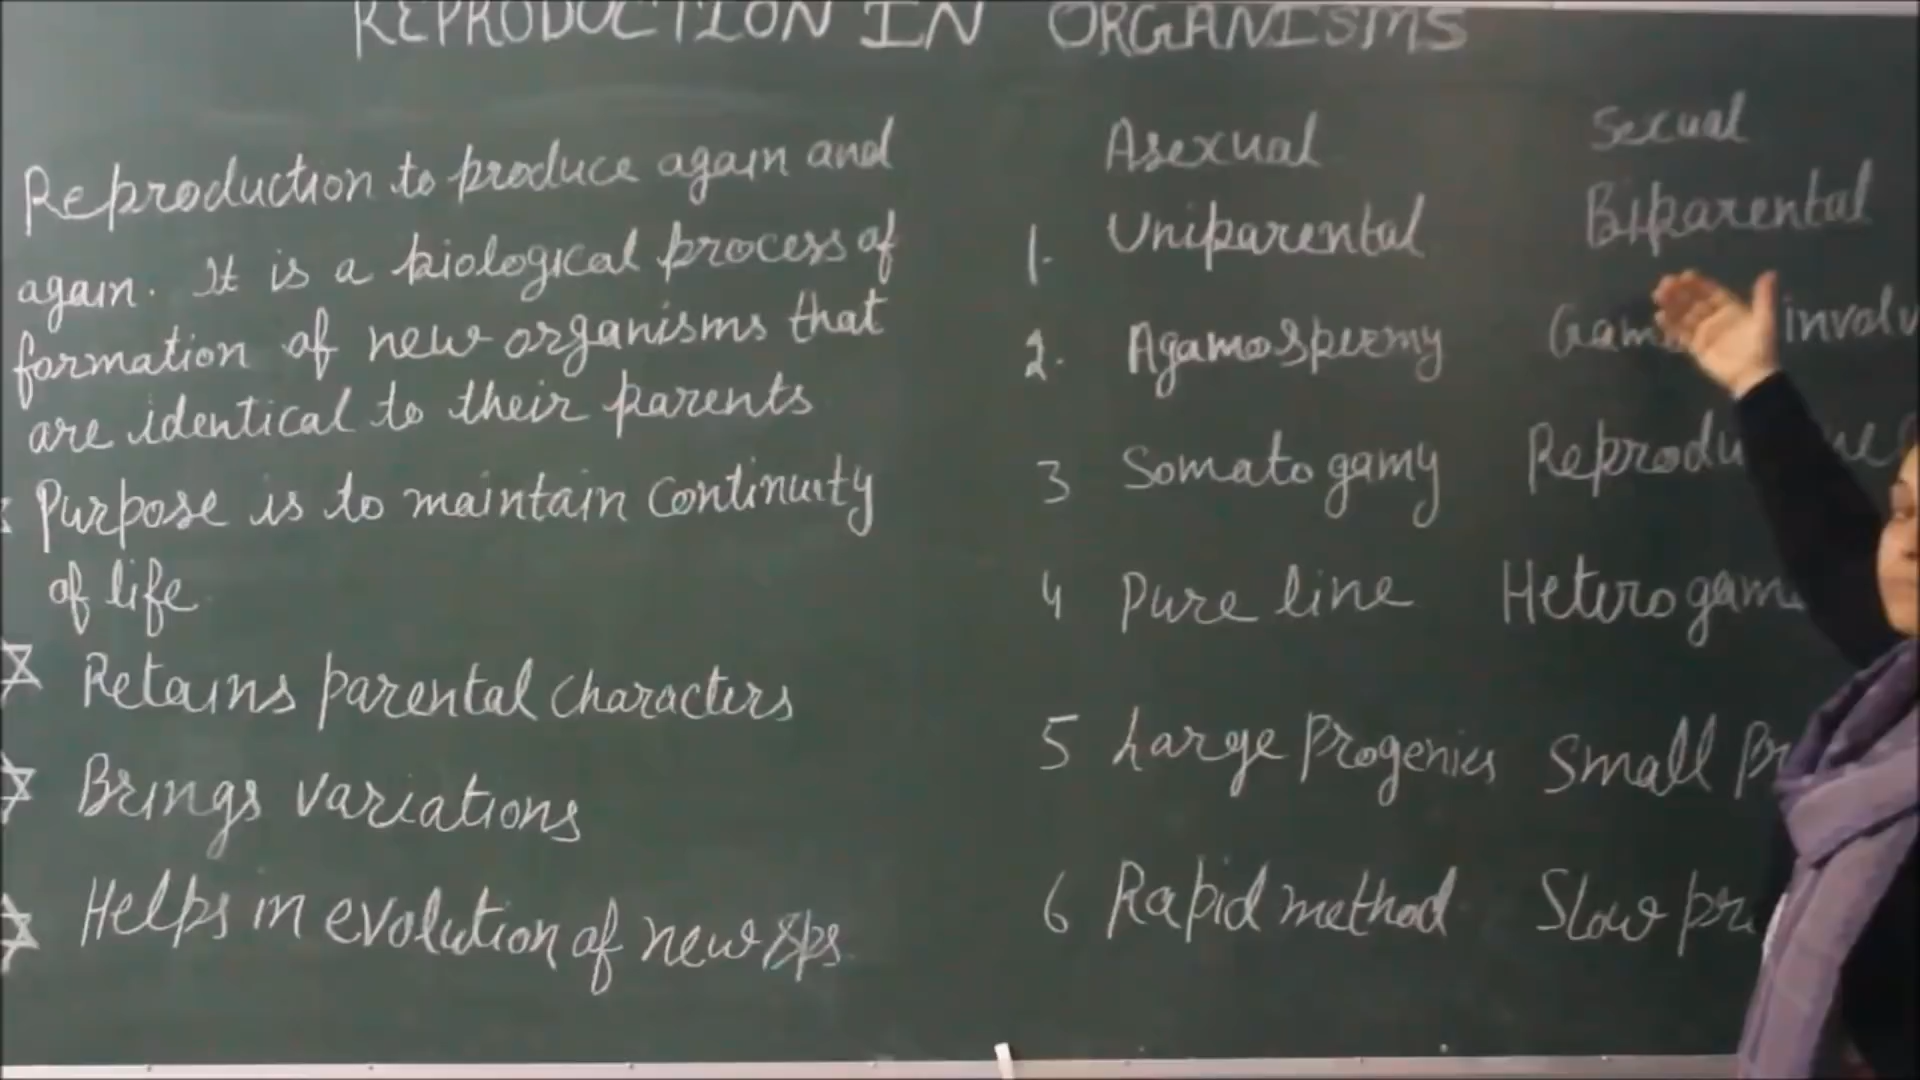 REPRODUCTION IN ORGANISMS
Reproduction to produce again and
again. It is a biological process of
formation of new organisms that
are identical to their parents
Purpose is to maintain continuity
of life
Retains parental characters
Brings variations
Helps in evolution of new sps
Asexual Sexual
1. Uniparental Biparental
2. Agamospermy
3 Somatogamy
4 Pure line
5 Large Progenies Small
6 Rapid method Slow